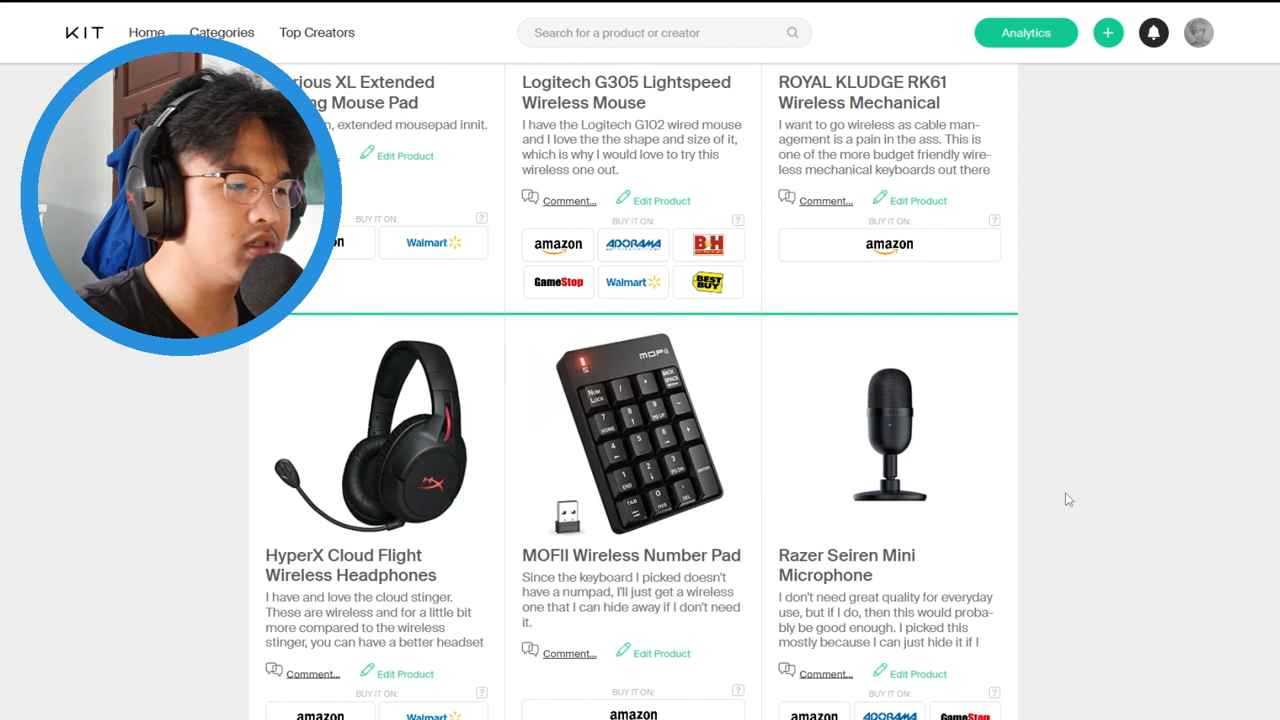 KIT Home Categories Top Creators Search for a product or creator Analytics +
XL Extended
Mouse Pad
extended mousepad innit.
Edit Product
BUY IT ON: ?
Walmart
Logitech G305 Lightspeed
Wireless Mouse
I have the Logitech G102 wired mouse
and I love the the shape and size of it,
which is why I would love to try this
wireless one out.
Comment... Edit Product
BUY IT ON: ?
amazon ADORAMA B&H
GameStop Walmart BEST BUY
ROYAL KLUDGE RK61
Wireless Mechanical
I want to go wireless as cable man-
agement is a pain in the ass. This is
one of the more budget friendly wire-
less mechanical keyboards out there
Comment... Edit Product
BUY IT ON: ?
amazon
HyperX Cloud Flight
Wireless Headphones
I have and love the cloud stinger.
These are wireless and for a little bit
more compared to the wireless
stinger, you can have a better headset
Comment... Edit Product
BUY IT ON: ?
amazon Walmart
MOFII
MOFII Wireless Number Pad
Since the keyboard I picked doesn't
have a numpad, I'll just get a wireless
one that I can hide away if I don't need
it.
Comment... Edit Product
BUY IT ON: ?
amazon
Razer Seiren Mini
Microphone
I don't need great quality for everyday
use, but if I do, then this would proba-
bly be good enough. I picked this
mostly because I can just hide it if I
Comment... Edit Product
BUY IT ON: ?
amazon ADORAMA GameStop